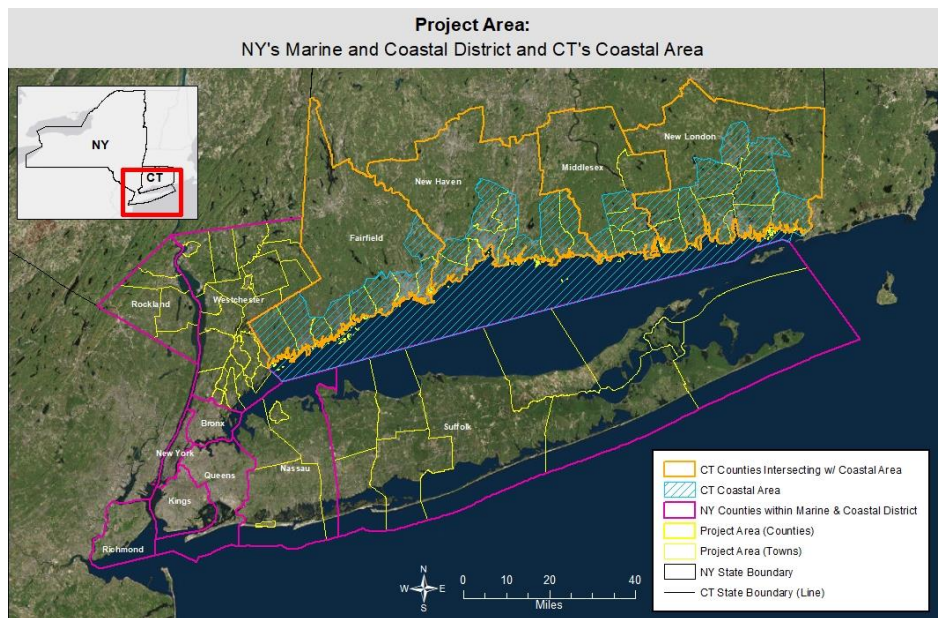 Project Area:
NY's Marine and Coastal District and CT's Coastal Area
NY
CT
New London
Middlesex
New Haven
Fairfield
Rockland
Westchester
Bronx
New York
Queens
Nassau
Suffolk
Kings
Richmond
N
W E
S
0 10 20 40
Miles
CT Counties Intersecting w/ Coastal Area
CT Coastal Area
NY Counties within Marine & Coastal District
Project Area (Counties)
Project Area (Towns)
NY State Boundary
CT State Boundary (Line)